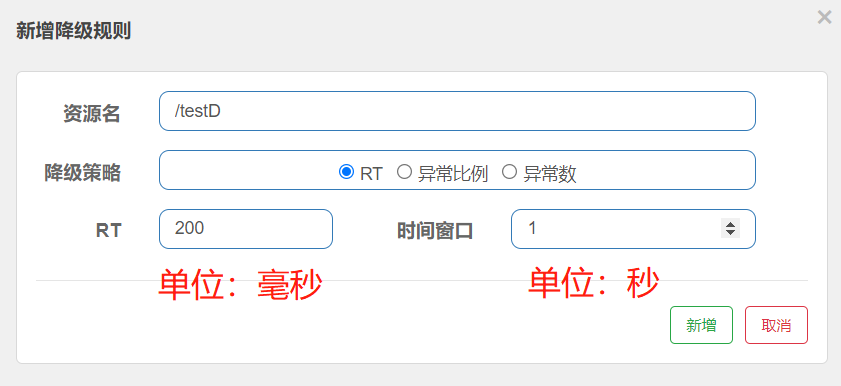 新增降级规则 ×
资源名 /testD
降级策略 RT 异常比例 异常数
RT 200 时间窗口 1
单位：毫秒 单位：秒
新增 取消